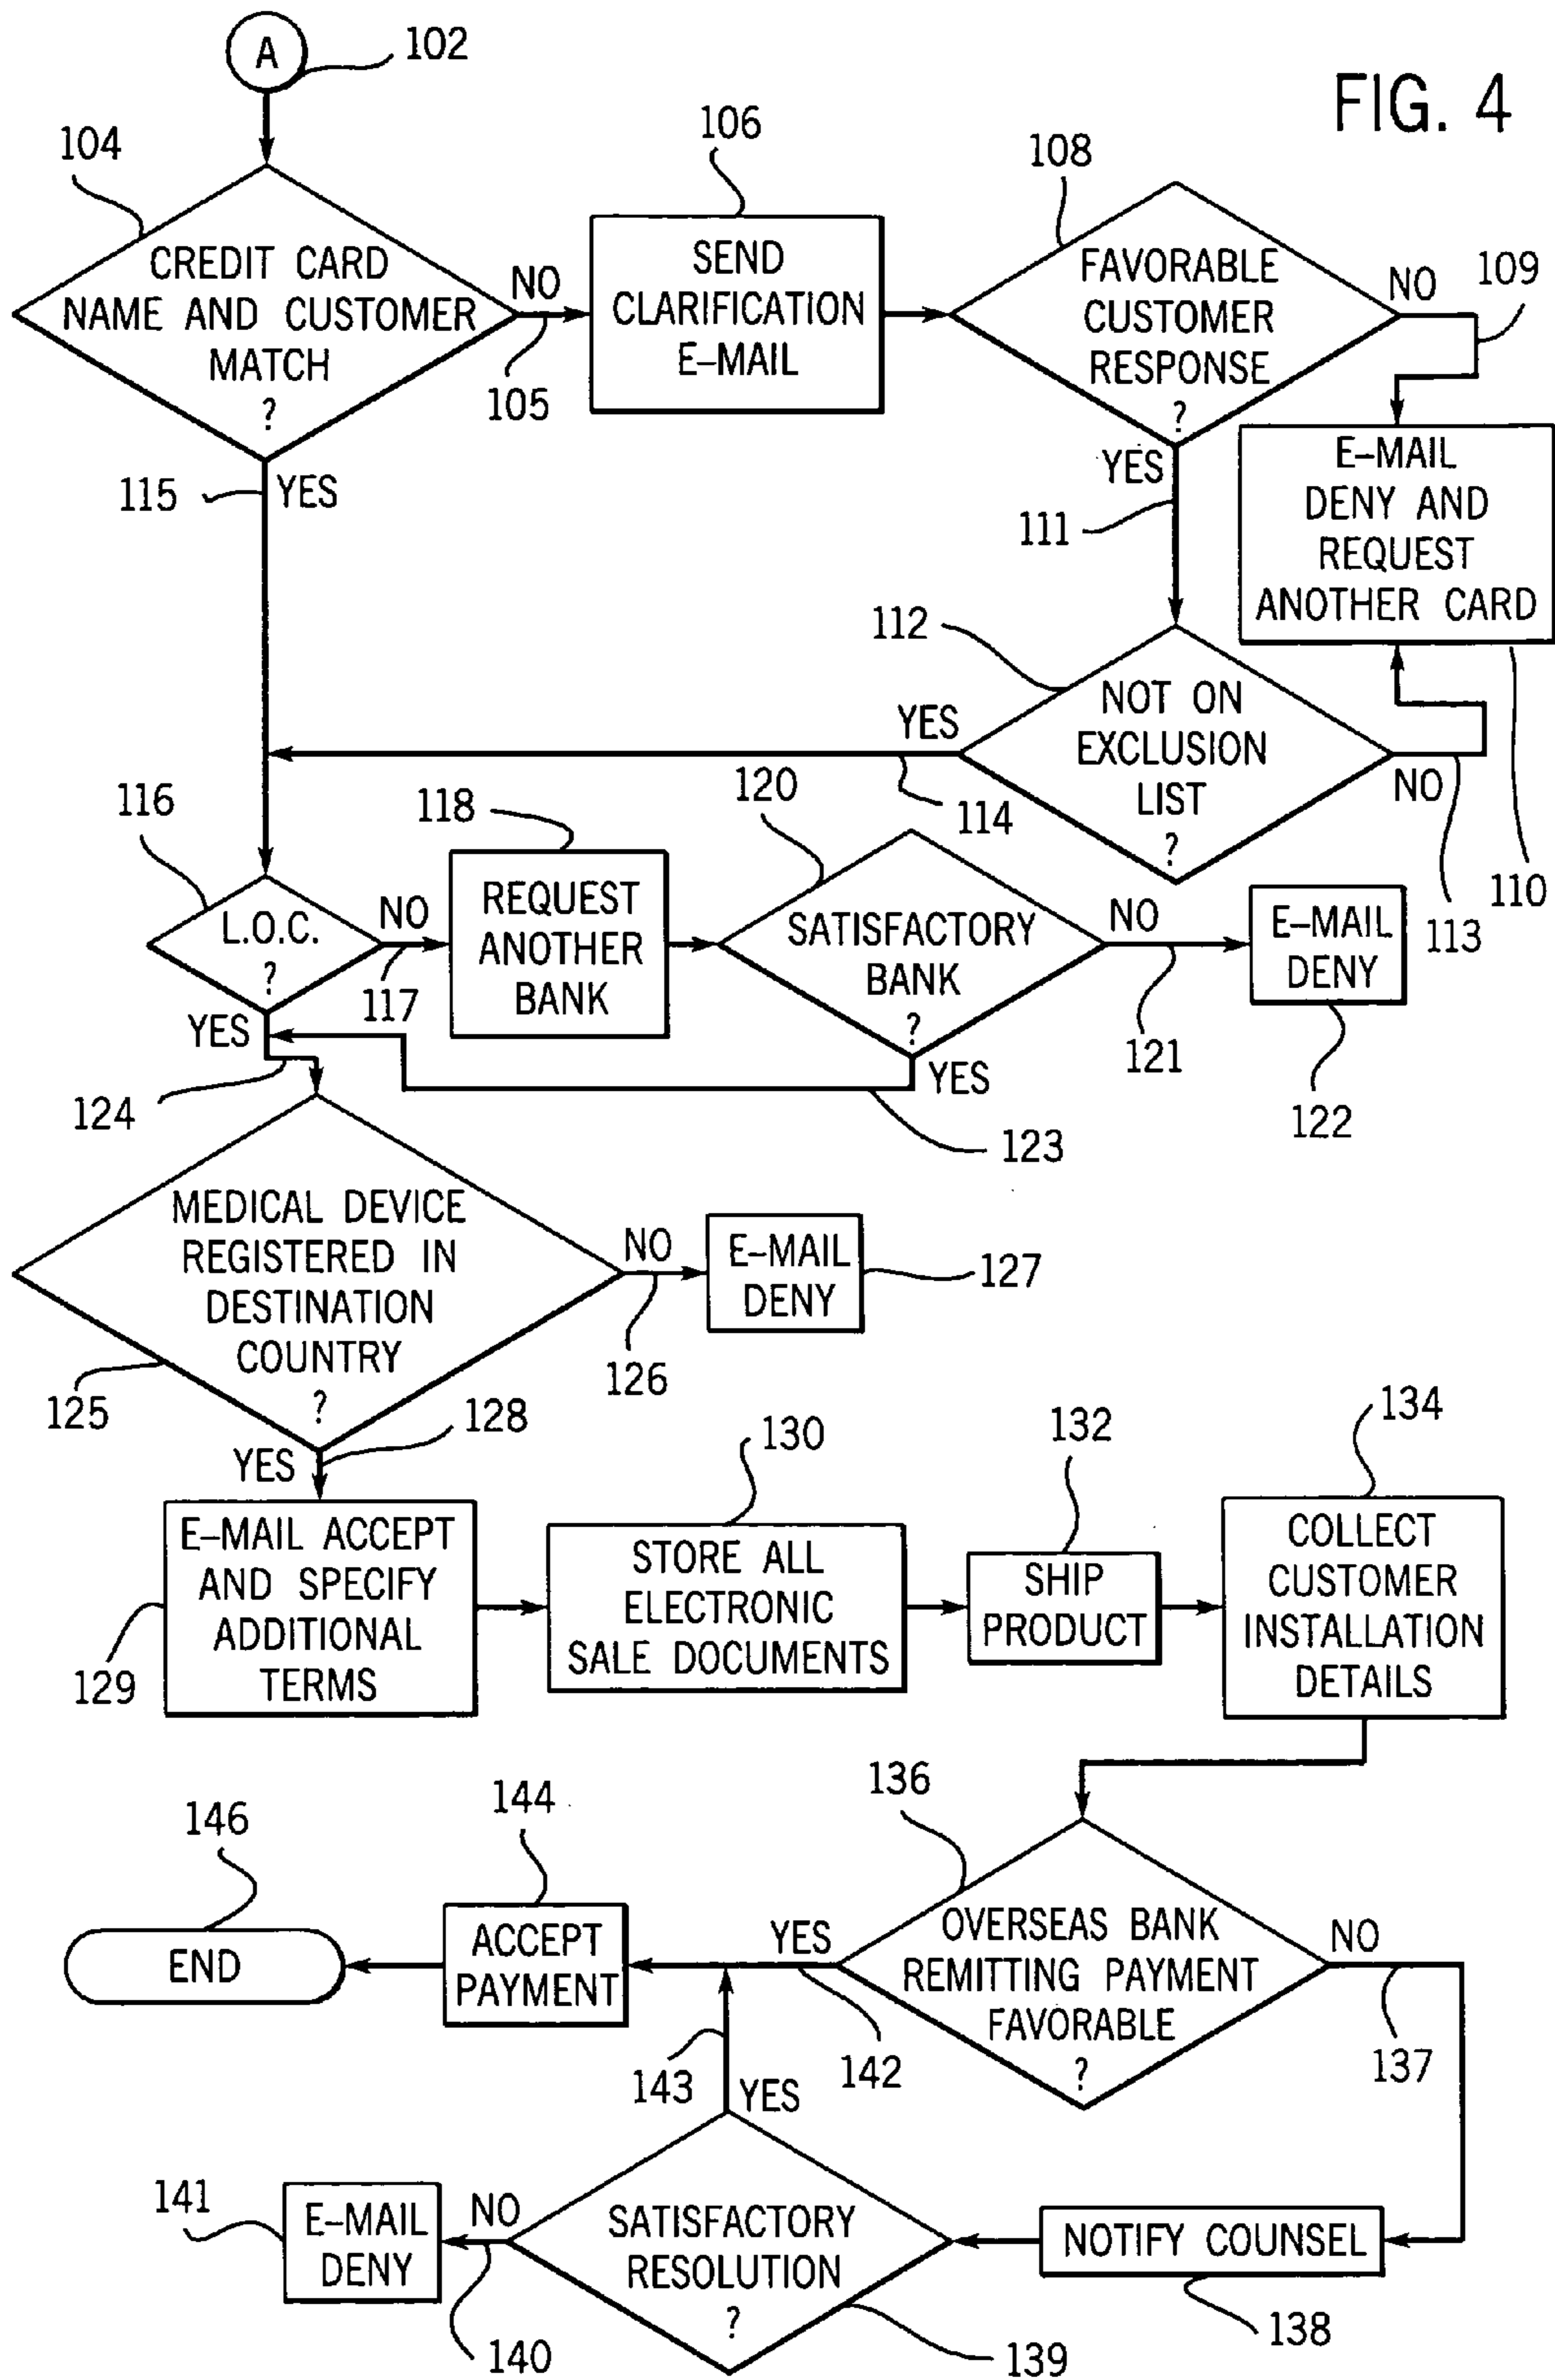 FIG. 4
A
102
104
CREDIT CARD
NAME AND CUSTOMER
MATCH
?
NO
105
106
SEND
CLARIFICATION
E-MAIL
108
FAVORABLE
CUSTOMER
RESPONSE
?
NO
109
YES
115
YES
111
E-MAIL
DENY AND
REQUEST
ANOTHER CARD
110
112
NOT ON
EXCLUSION
LIST
?
YES
114
NO
113
116
L.O.C.
?
NO
117
118
REQUEST
ANOTHER
BANK
120
SATISFACTORY
BANK
?
NO
121
E-MAIL
DENY
122
YES
124
YES
123
MEDICAL DEVICE
REGISTERED IN
DESTINATION
COUNTRY
?
125
NO
126
E-MAIL
DENY
127
YES
128
E-MAIL ACCEPT
AND SPECIFY
ADDITIONAL
TERMS
129
130
STORE ALL
ELECTRONIC
SALE DOCUMENTS
132
SHIP
PRODUCT
134
COLLECT
CUSTOMER
INSTALLATION
DETAILS
136
OVERSEAS BANK
REMITTING PAYMENT
FAVORABLE
?
YES
142
NO
137
144
ACCEPT
PAYMENT
146
END
143
YES
SATISFACTORY
RESOLUTION
?
139
NOTIFY COUNSEL
138
NO
140
141
E-MAIL
DENY